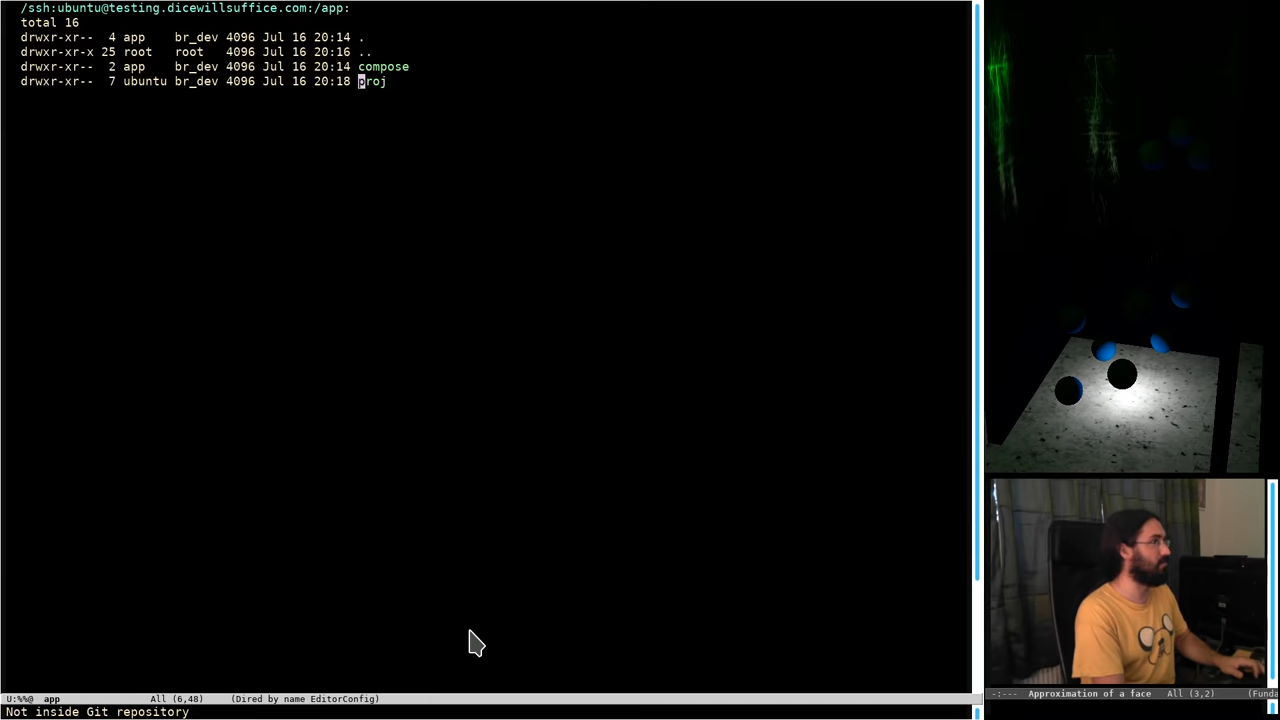 /ssh:ubuntu@testing.dicewillsuffice.com:/app:
total 16
drwxr-xr-- 4 app br_dev 4096 Jul 16 20:14 .
drwxr-xr-x 25 root root 4096 Jul 16 20:16 ..
drwxr-xr-- 2 app br_dev 4096 Jul 16 20:14 compose
drwxr-xr-- 7 ubuntu br_dev 4096 Jul 16 20:18 proj
U:%%@ app All (6,48) (Dired by name EditorConfig)
-:--- Approximation of a face All (3,2) (Funda
Not inside Git repository